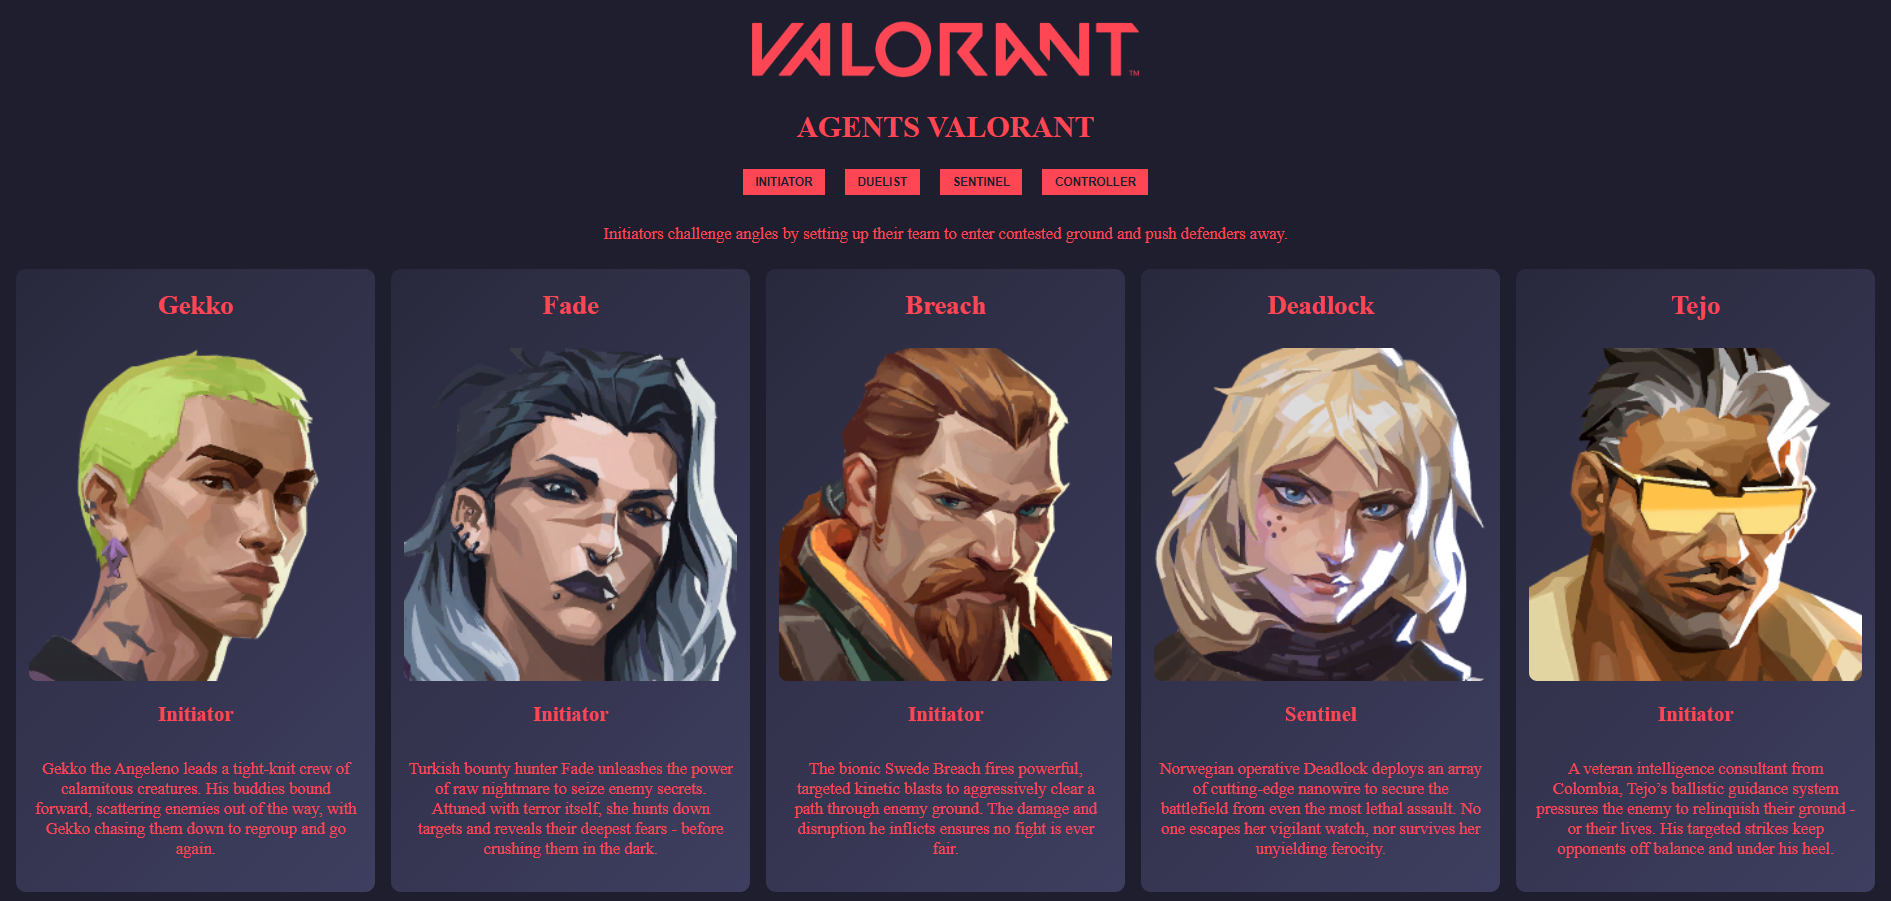 VALORANT™
AGENTS VALORANT
INITIATOR
DUELIST
SENTINEL
CONTROLLER
Initiators challenge angles by setting up their team to enter contested ground and push defenders away.
Gekko
Initiator
Gekko the Angeleno leads a tight-knit crew of
calamitous creatures. His buddies bound
forward, scattering enemies out of the way, with
Gekko chasing them down to regroup and go
again.
Fade
Initiator
Turkish bounty hunter Fade unleashes the power
of raw nightmare to seize enemy secrets.
Attuned with terror itself, she hunts down
targets and reveals their deepest fears - before
crushing them in the dark.
Breach
Initiator
The bionic Swede Breach fires powerful,
targeted kinetic blasts to aggressively clear a
path through enemy ground. The damage and
disruption he inflicts ensures no fight is ever
fair.
Deadlock
Sentinel
Norwegian operative Deadlock deploys an array
of cutting-edge nanowire to secure the
battlefield from even the most lethal assault. No
one escapes her vigilant watch, nor survives her
unyielding ferocity.
Tejo
Initiator
A veteran intelligence consultant from
Colombia, Tejo’s ballistic guidance system
pressures the enemy to relinquish their ground -
or their lives. His targeted strikes keep
opponents off balance and under his heel.